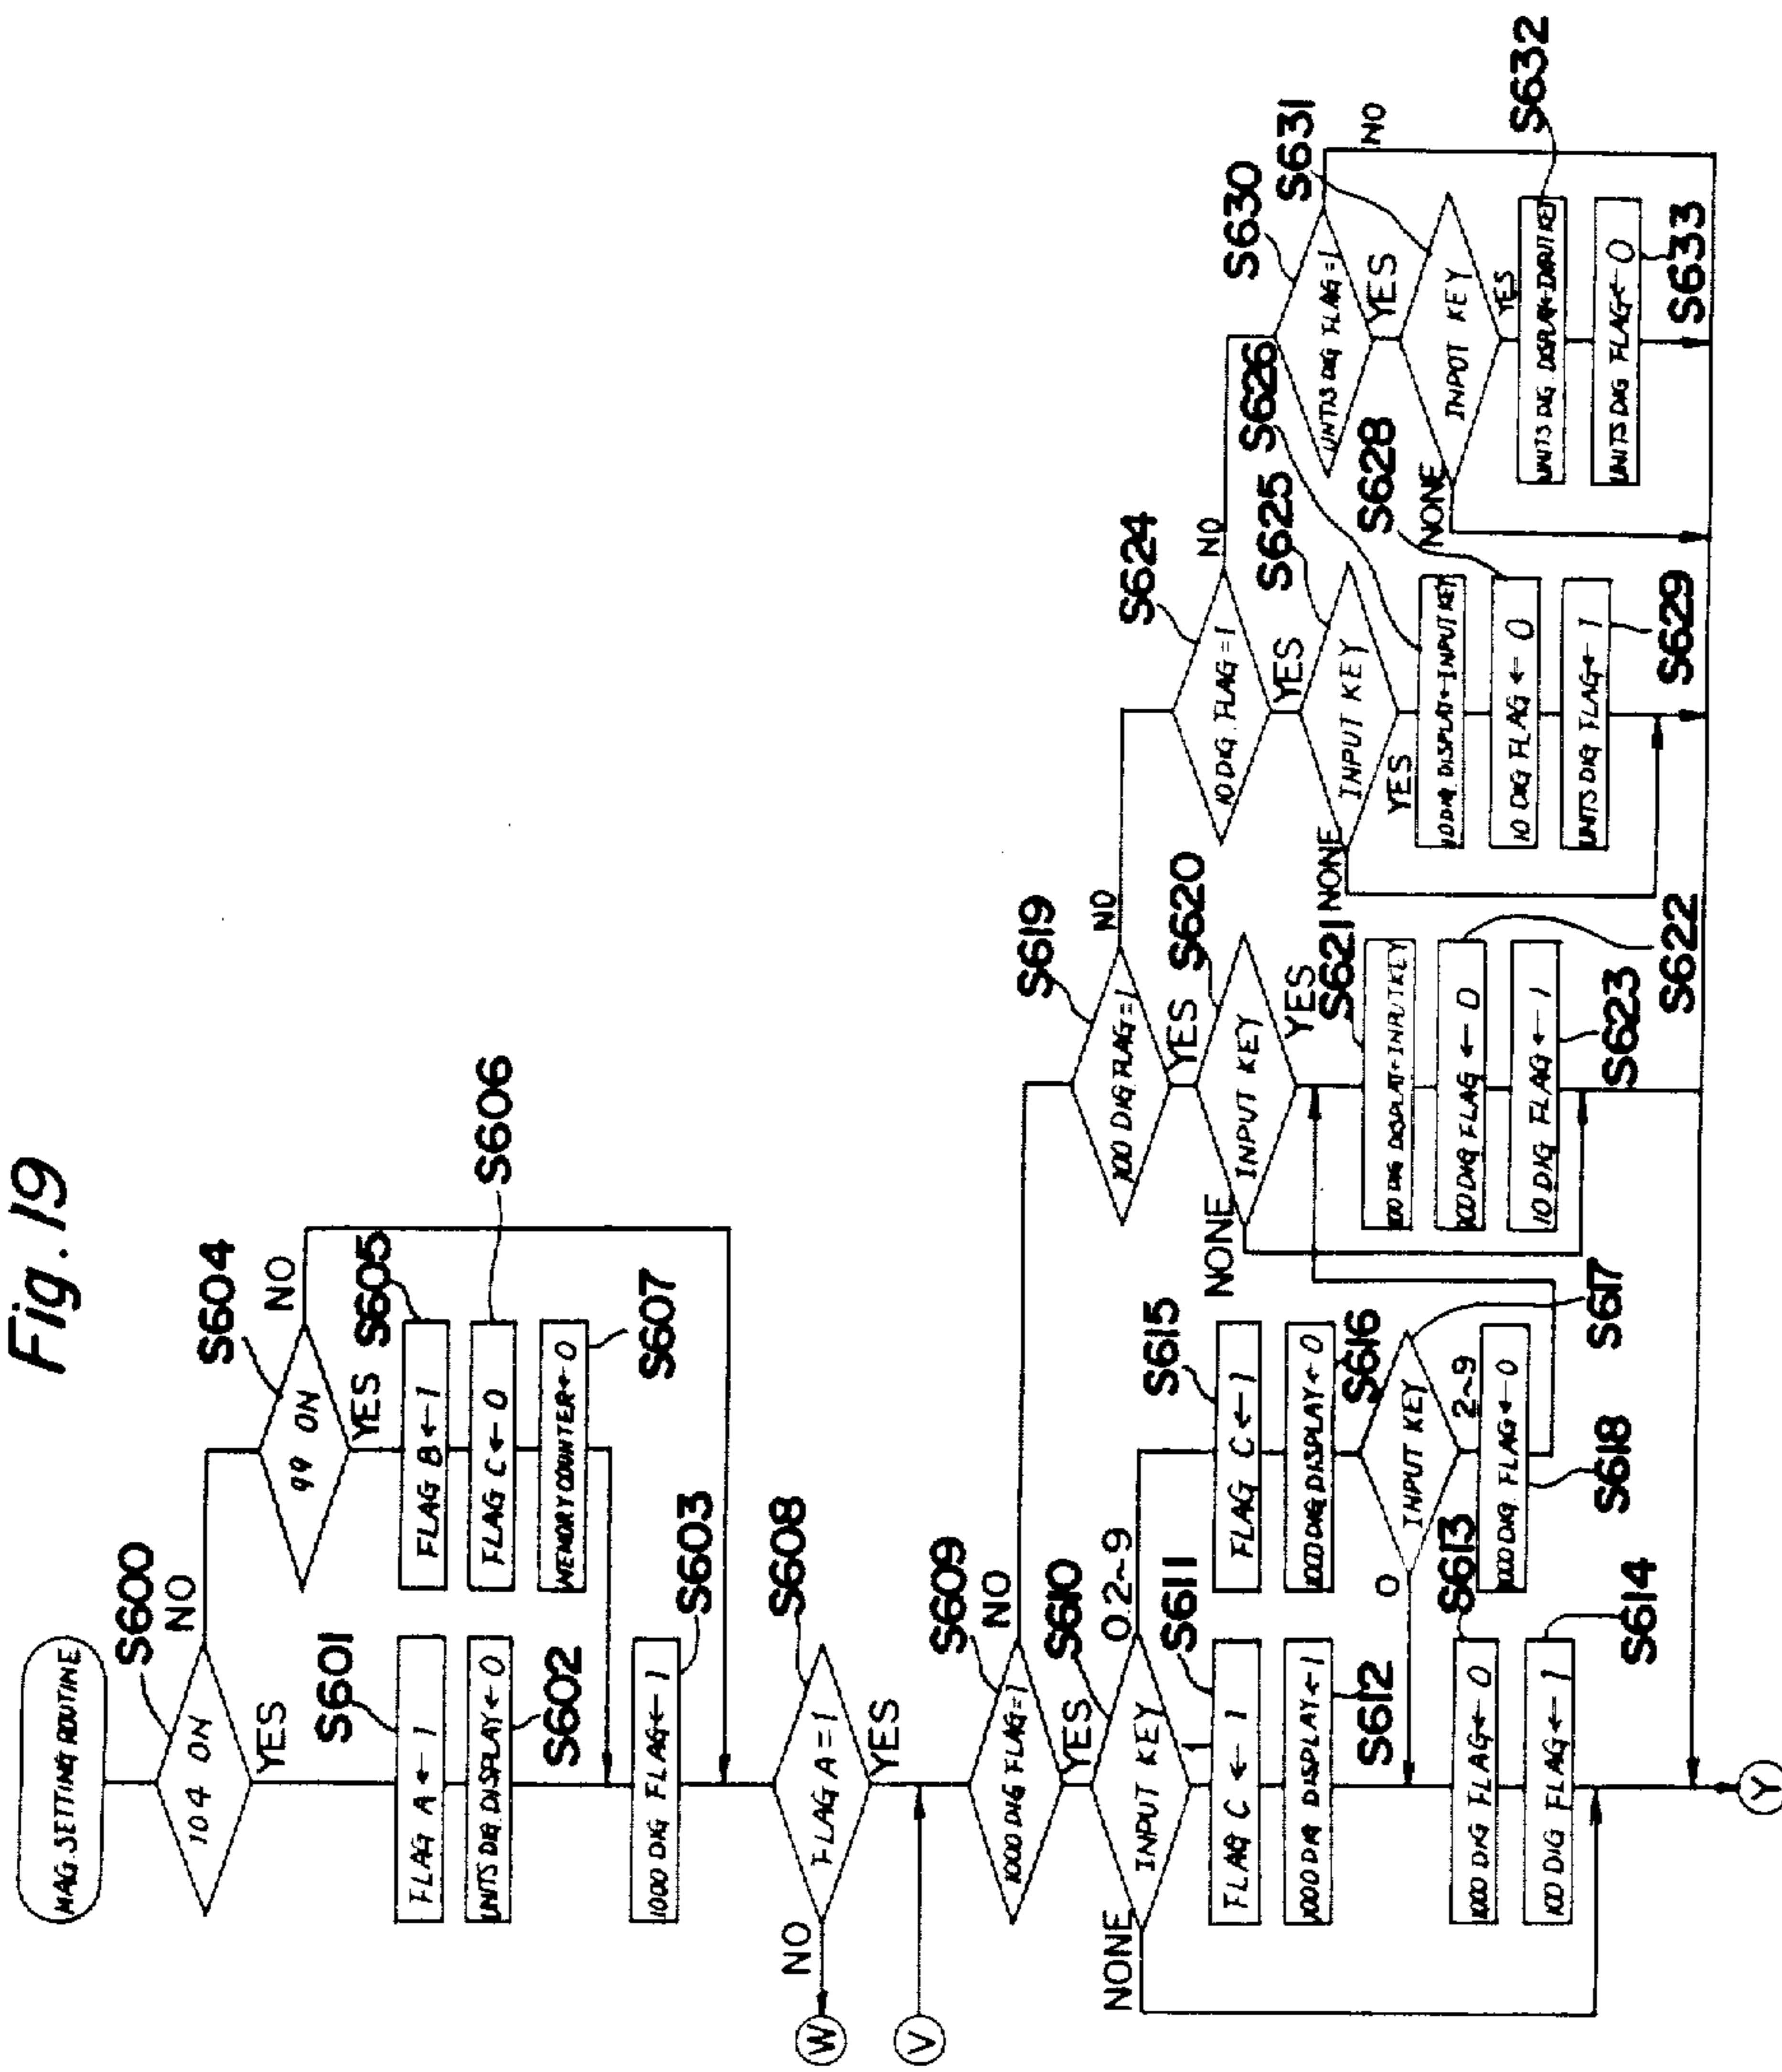 Fig. 19
MAG. SETTING ROUTINE
S600
104 ON
NO
YES
S604
99 ON
NO
YES
S601
FLAG A ← 1
S605
FLAG B ← 1
S602
UNITS DIG. DISPLAY ← 0
S606
FLAG C ← 0
S607
MEMORY COUNTER ← 0
S603
1000 DIG FLAG ← 1
S608
FLAG A = 1
NO
W
YES
V
S609
1000 DIG FLAG = 1
NO
YES
S610
INPUT KEY
NONE
0.2~9
1
S611
FLAG C ← 1
S612
1000 DIG DISPLAY ← 1
S613
1000 DIG FLAG ← 0
S614
100 DIG FLAG ← 1
S615
FLAG C ← 1
S616
1000 DIG DISPLAY ← 0
S617
INPUT KEY
0
2~9
S618
1000 DIG. FLAG ← 0
S619
100 DIG FLAG = 1
NO
YES
S620
INPUT KEY
NONE
YES
S621
100 DIG DISPLAY ← INPUT KEY
S622
100 DIG FLAG ← 0
S623
10 DIG FLAG ← 1
S624
10 DIG. FLAG = 1
NO
YES
S625
INPUT KEY
NONE
YES
S626
10 DIG. DISPLAY ← INPUT KEY
S628
10 DIG FLAG ← 0
S629
UNITS DIG FLAG ← 1
S630
UNITS DIG FLAG = 1
NO
YES
S631
INPOT KEY
NONE
YES
S632
UNITS DIG. DISPLAY ← INPUT KEY
S633
UNITS DIG FLAG ← 0
Y